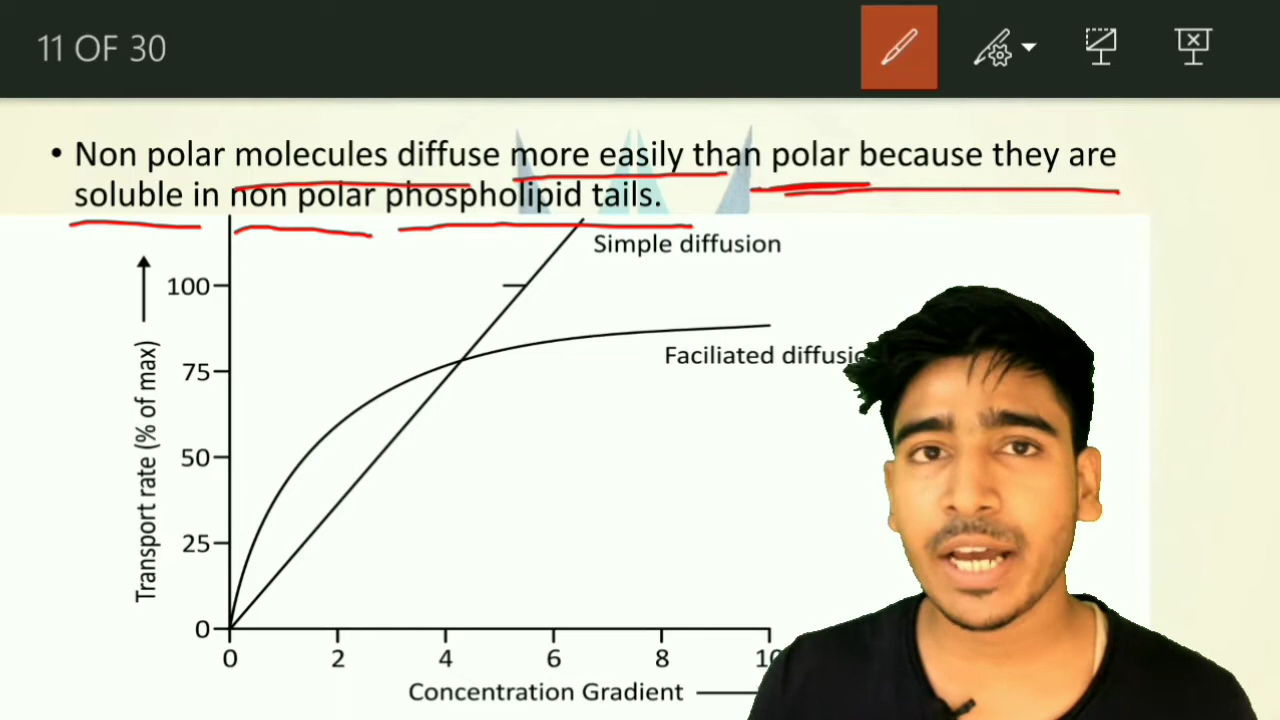 11 OF 30
• Non polar molecules diffuse more easily than polar because they are
soluble in non polar phospholipid tails.
Simple diffusion
100
Faciliated
75
50
25
0
Transport rate (% of max)
0 2 4 6 8
Concentration Gradient